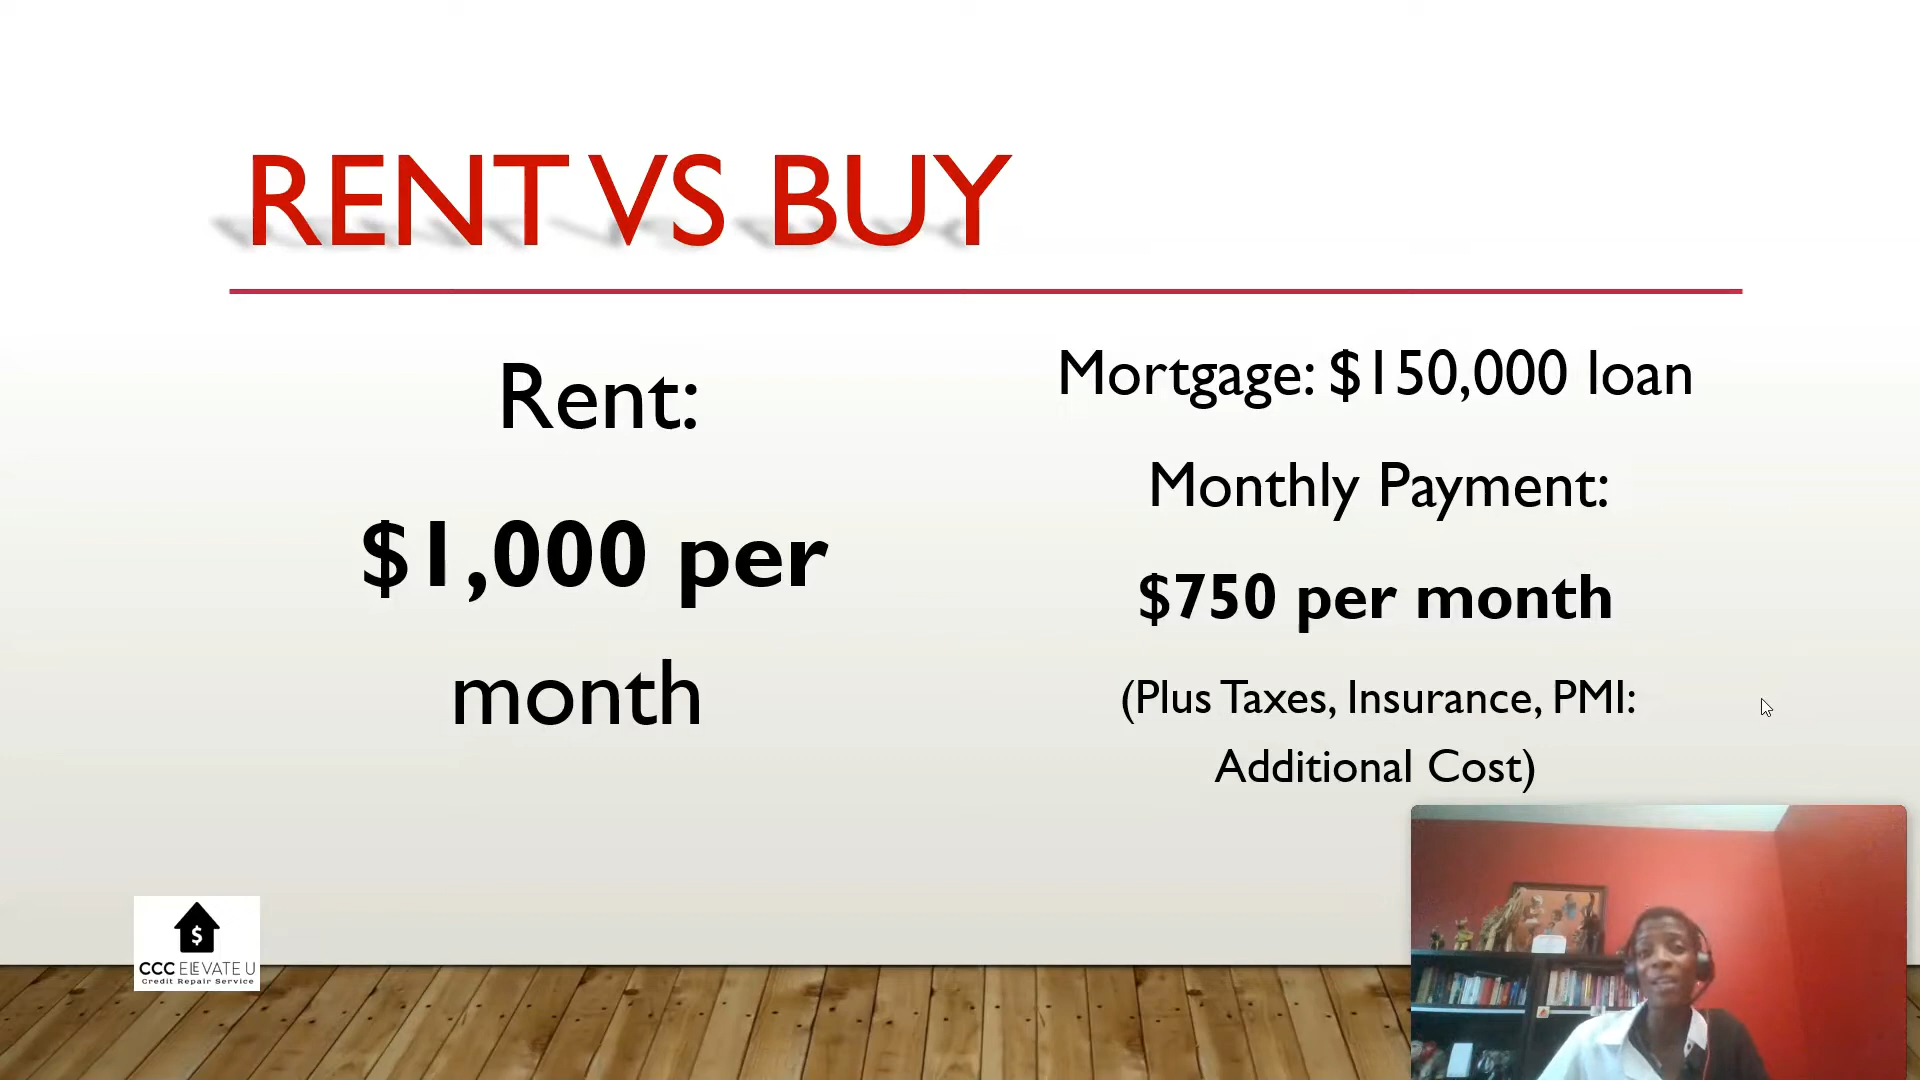 RENT VS BUY
Rent:
$1,000 per
month
Mortgage: $150,000 loan
Monthly Payment:
$750 per month
(Plus Taxes, Insurance, PMI:
Additional Cost)
$
CCC ELEVATE U
Credit Repair Service